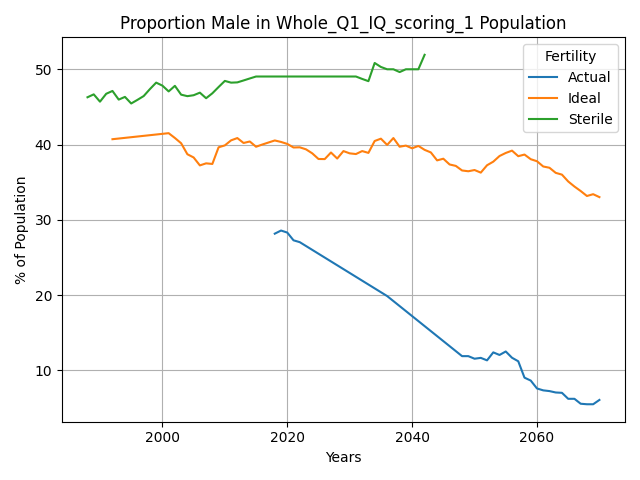 Proportion Male in Whole_Q1_IQ_scoring_1 Population
% of Population
50
40
30
20
10
Fertility
Actual
Ideal
Sterile
2000
2020
2040
2060
Years